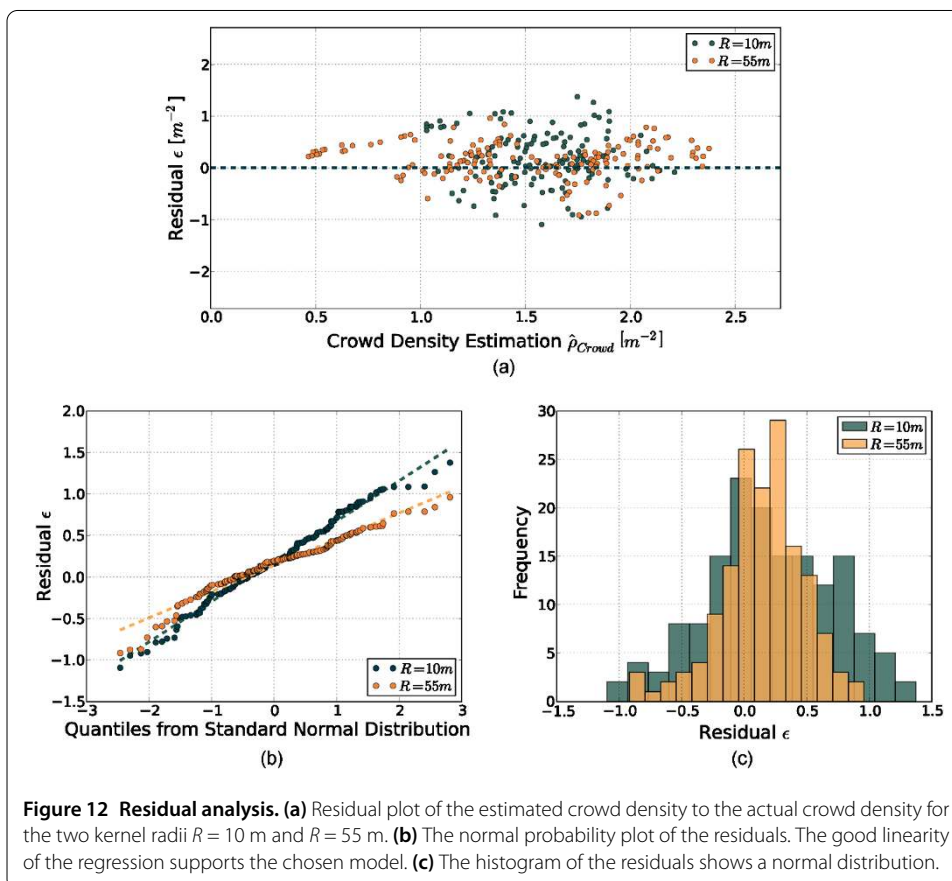 R=10m
R=55m
2
1
0
−1
−2
Residual ϵ [m⁻²]
0.0 0.5 1.0 1.5 2.0 2.5
Crowd Density Estimation ρ̂_Crowd [m⁻²]
(a)
2.0
1.5
1.0
0.5
0.0
−0.5
−1.0
−1.5
Residual ϵ
R=10m
R=55m
−3 −2 −1 0 1 2 3
Quantiles from Standard Normal Distribution
(b)
30
25
20
15
10
5
0
Frequency
R=10m
R=55m
−1.5 −1.0 −0.5 0.0 0.5 1.0 1.5
Residual ϵ
(c)
Figure 12 Residual analysis. (a) Residual plot of the estimated crowd density to the actual crowd density for
the two kernel radii R = 10 m and R = 55 m. (b) The normal probability plot of the residuals. The good linearity
of the regression supports the chosen model. (c) The histogram of the residuals shows a normal distribution.